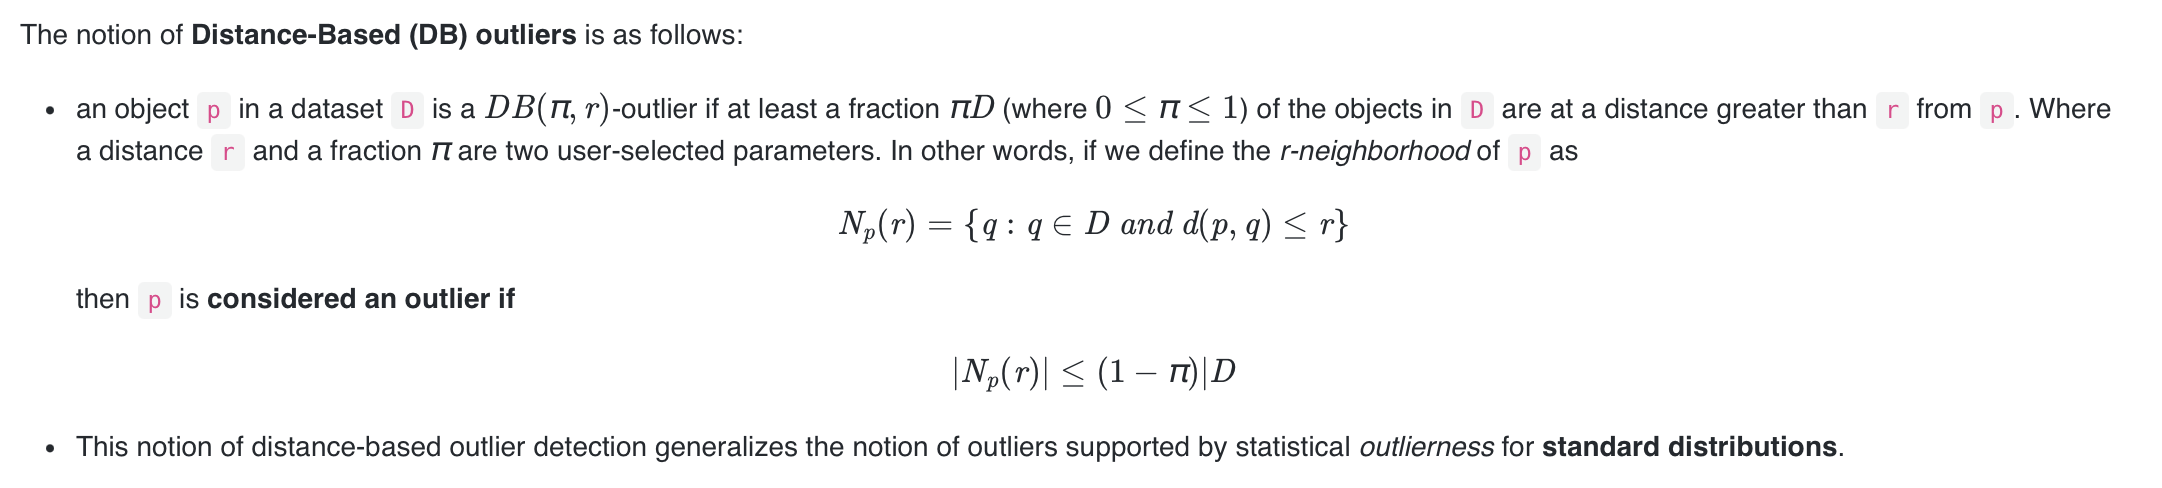 The notion of Distance-Based (DB) outliers is as follows:
• an object p in a dataset D is a DB(π, r)-outlier if at least a fraction πD (where 0 ≤ π ≤ 1) of the objects in D are at a distance greater than r from p . Where
a distance r and a fraction π are two user-selected parameters. In other words, if we define the r-neighborhood of p as
Nₚ(r) = {q : q ∈ D and d(p, q) ≤ r}
then p is considered an outlier if
|Nₚ(r)| ≤ (1 − π)|D
• This notion of distance-based outlier detection generalizes the notion of outliers supported by statistical outlierness for standard distributions.